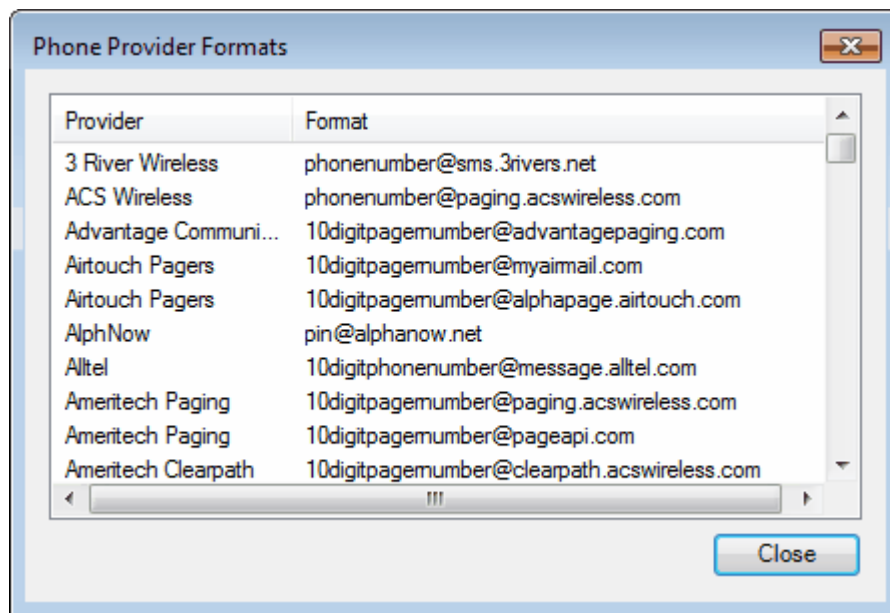 Phone Provider Formats
Provider Format
3 River Wireless phonenumber@sms.3rivers.net
ACS Wireless phonenumber@paging.acswireless.com
Advantage Communi... 10digitpagernumber@advantagepaging.com
Airtouch Pagers 10digitpagernumber@myairmail.com
Airtouch Pagers 10digitpagernumber@alphapage.airtouch.com
AlphNow pin@alphanow.net
Alltel 10digitphonenumber@message.alltel.com
Ameritech Paging 10digitpagernumber@paging.acswireless.com
Ameritech Paging 10digitpagernumber@pageapi.com
Ameritech Clearpath 10digitpagernumber@clearpath.acswireless.com
Close